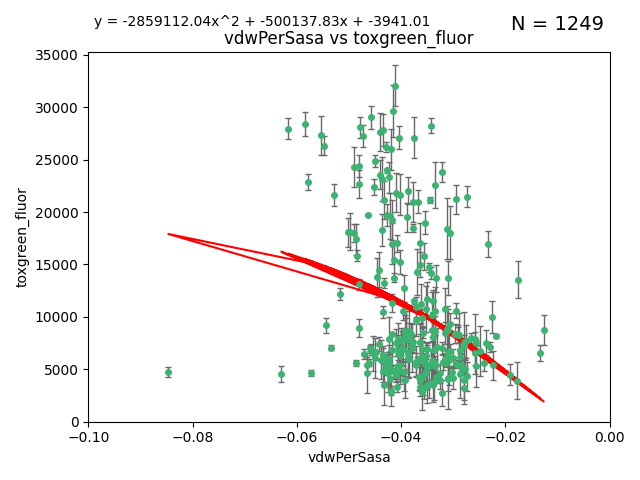 y = -2859112.04x^2 + -500137.83x + -3941.01
N = 1249
vdwPerSasa vs toxgreen_fluor
35000
30000
25000
20000
15000
10000
5000
0
toxgreen_fluor
−0.10 −0.08 −0.06 −0.04 −0.02 0.00
vdwPerSasa